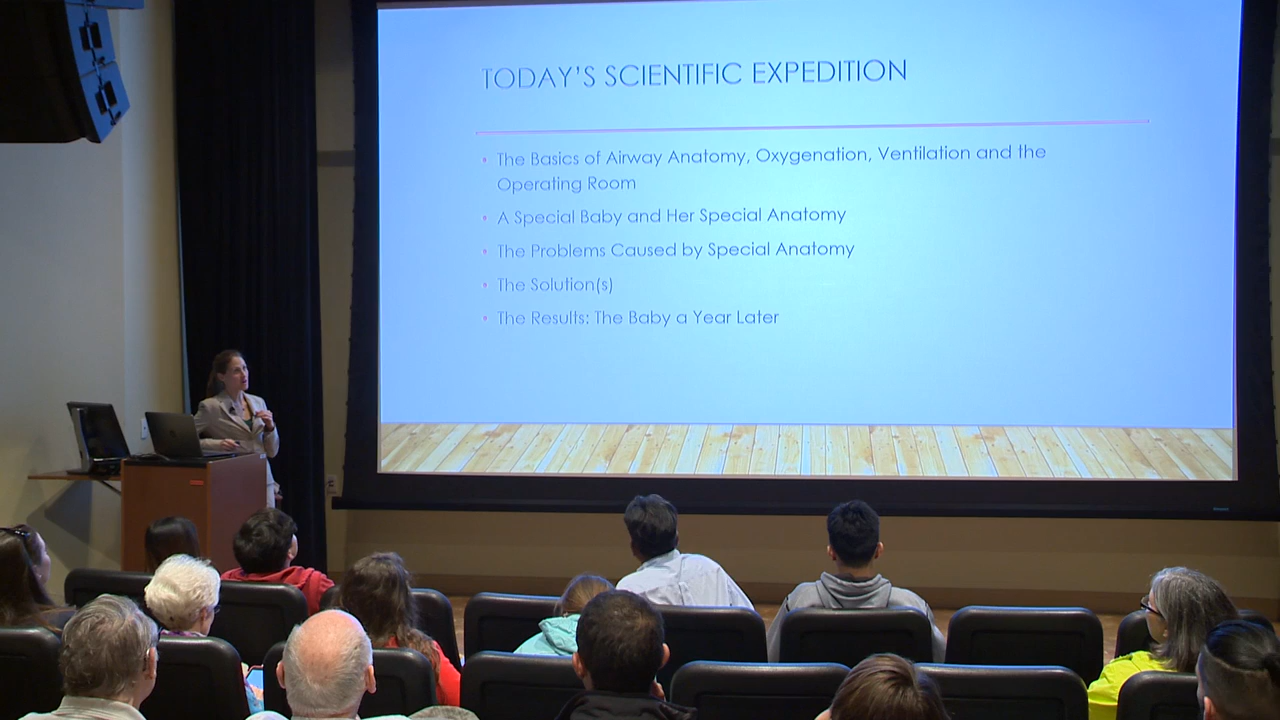 TODAY'S SCIENTIFIC EXPEDITION
• The Basics of Airway Anatomy, Oxygenation, Ventilation and the
Operating Room
• A Special Baby and Her Special Anatomy
• The Problems Caused by Special Anatomy
• The Solution(s)
• The Results: The Baby a Year Later